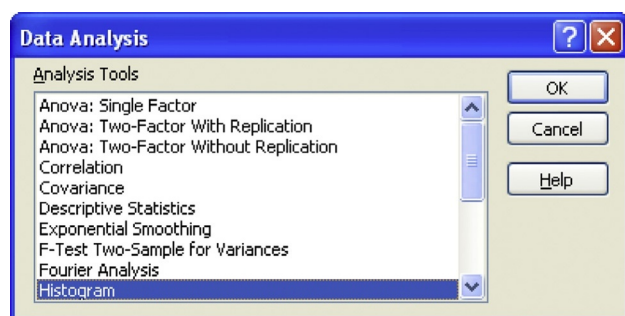 Data Analysis
?
Analysis Tools
Anova: Single Factor
Anova: Two-Factor With Replication
Anova: Two-Factor Without Replication
Correlation
Covariance
Descriptive Statistics
Exponential Smoothing
F-Test Two-Sample for Variances
Fourier Analysis
Histogram
OK
Cancel
Help